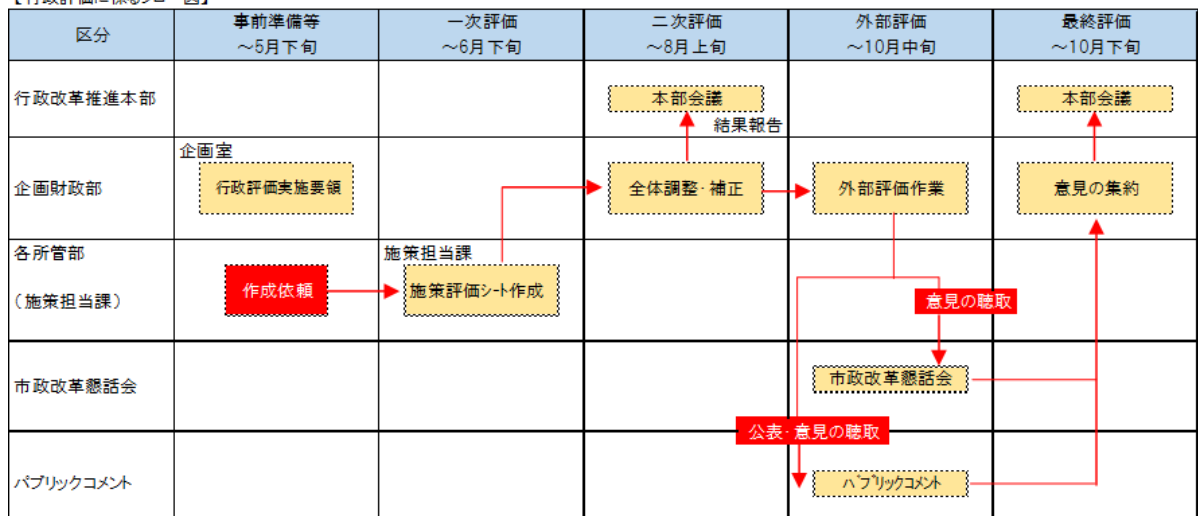 区分
事前準備等
～5月下旬
一次評価
～6月下旬
二次評価
～8月上旬
外部評価
～10月中旬
最終評価
～10月下旬
行政改革推進本部
本部会議
結果報告
本部会議
企画財政部
企画室
行政評価実施要領
全体調整・補正
外部評価作業
意見の集約
各所管部
（施策担当課）
作成依頼
施策担当課
施策評価シート作成
意見の聴取
市政改革懇話会
市政改革懇話会
公表・意見の聴取
パブリックコメント
パブリックコメント